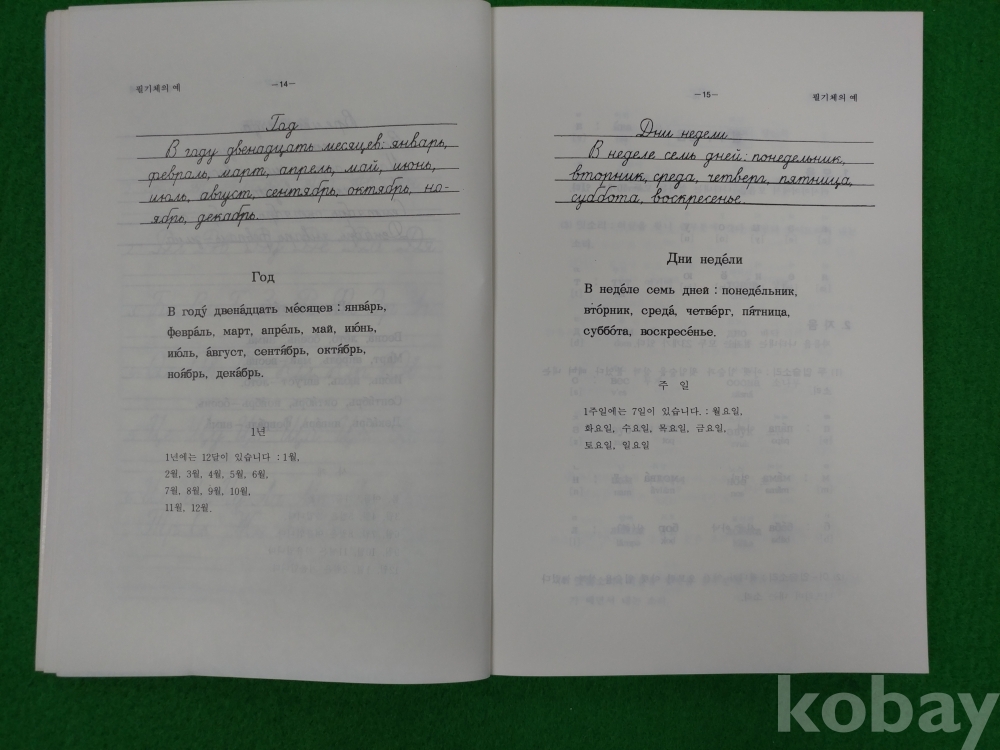 필기체의 예
—14—
Год
В году двенадцать месяцев: январь,
февраль, март, апрель, май, июнь,
июль, август, сентябрь, октябрь, но-
ябрь, декабрь.
Год
В году́ двена́дцать ме́сяцев : янва́рь,
февра́ль, март, апре́ль, май, ию́нь,
ию́ль, а́вгуст, сентя́брь, октя́брь,
ноя́брь, дека́брь.
1년
1년에는 12달이 있습니다 : 1월,
2월, 3월, 4월, 5월, 6월,
7월, 8월, 9월, 10월,
11월, 12월.
—15—
필기체의 예
Дни недели
В неделе семь дней: понедельник,
вторник, среда, четверг, пятница,
суббота, воскресенье.
Дни неде́ли
В неде́ле семь дней : понеде́льник,
вто́рник, среда́, четве́рг, пя́тница,
суббо́та, воскресе́нье.
주 일
1주일에는 7일이 있습니다. : 월요일,
화요일, 수요일, 목요일, 금요일,
토요일, 일요일
kobay